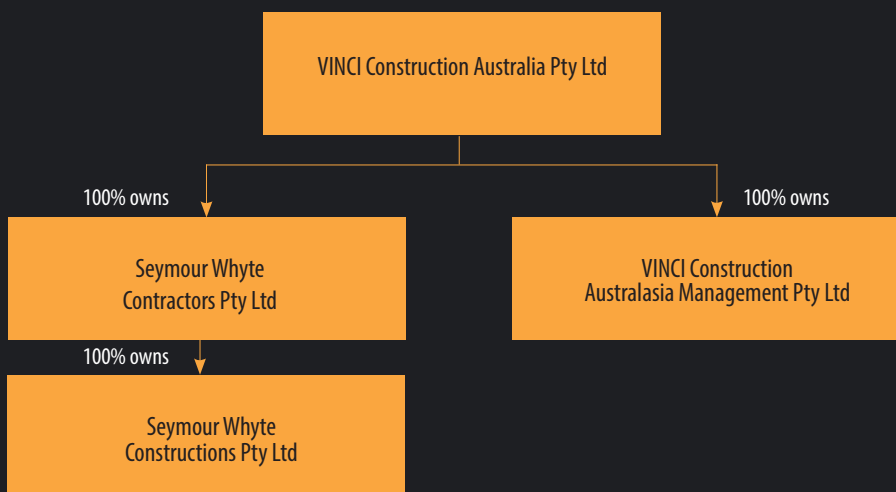 VINCI Construction Australia Pty Ltd
100% owns
100% owns
Seymour Whyte
Contractors Pty Ltd
VINCI Construction
Australasia Management Pty Ltd
100% owns
Seymour Whyte
Constructions Pty Ltd